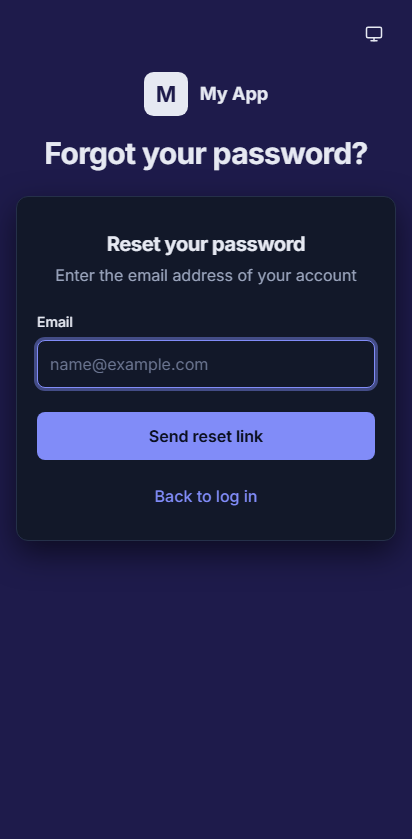 M My App
Forgot your password?
Reset your password
Enter the email address of your account
Email
name@example.com
Send reset link
Back to log in